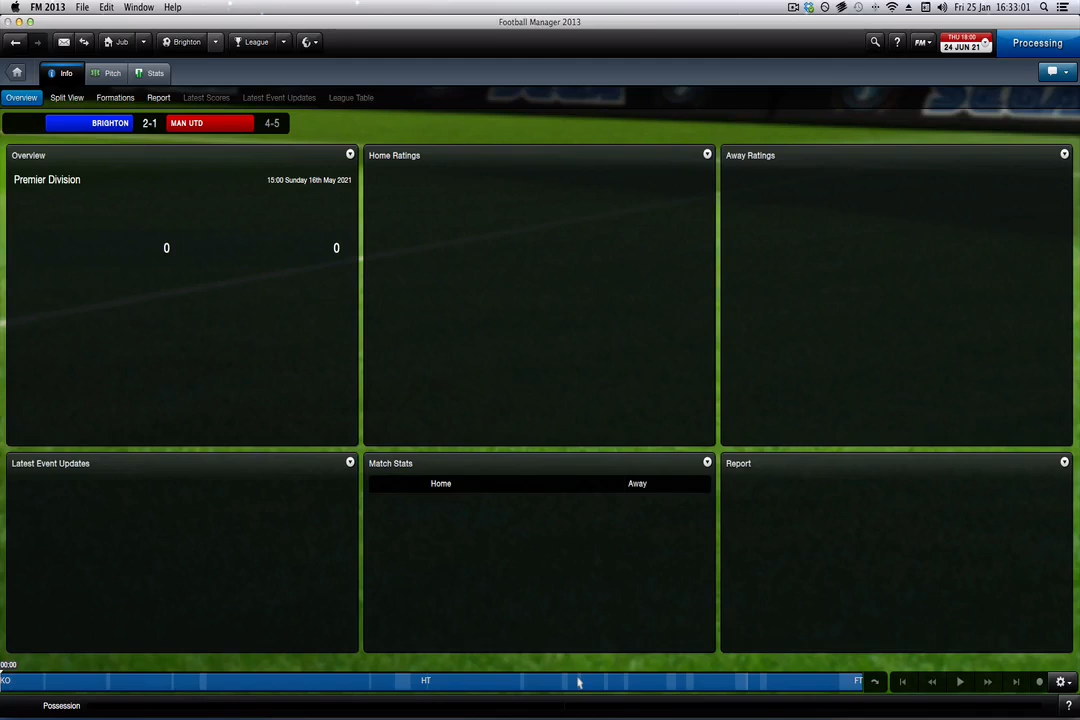 FM 2013 File Edit Window Help Fri 25 Jan 16:33:01
Football Manager 2013
Job Brighton League FM THU 18:00 24 JUN 21 Processing
Info Pitch Stats
Overview Split View Formations Report Latest Scores Latest Event Updates League Table
BRIGHTON 2-1 MAN UTD 4-5
Overview Home Ratings Away Ratings
Premier Division 15:00 Sunday 16th May 2021
0 0
Latest Event Updates Match Stats Report
Home Away
00:00
KO HT FT
Possession ?